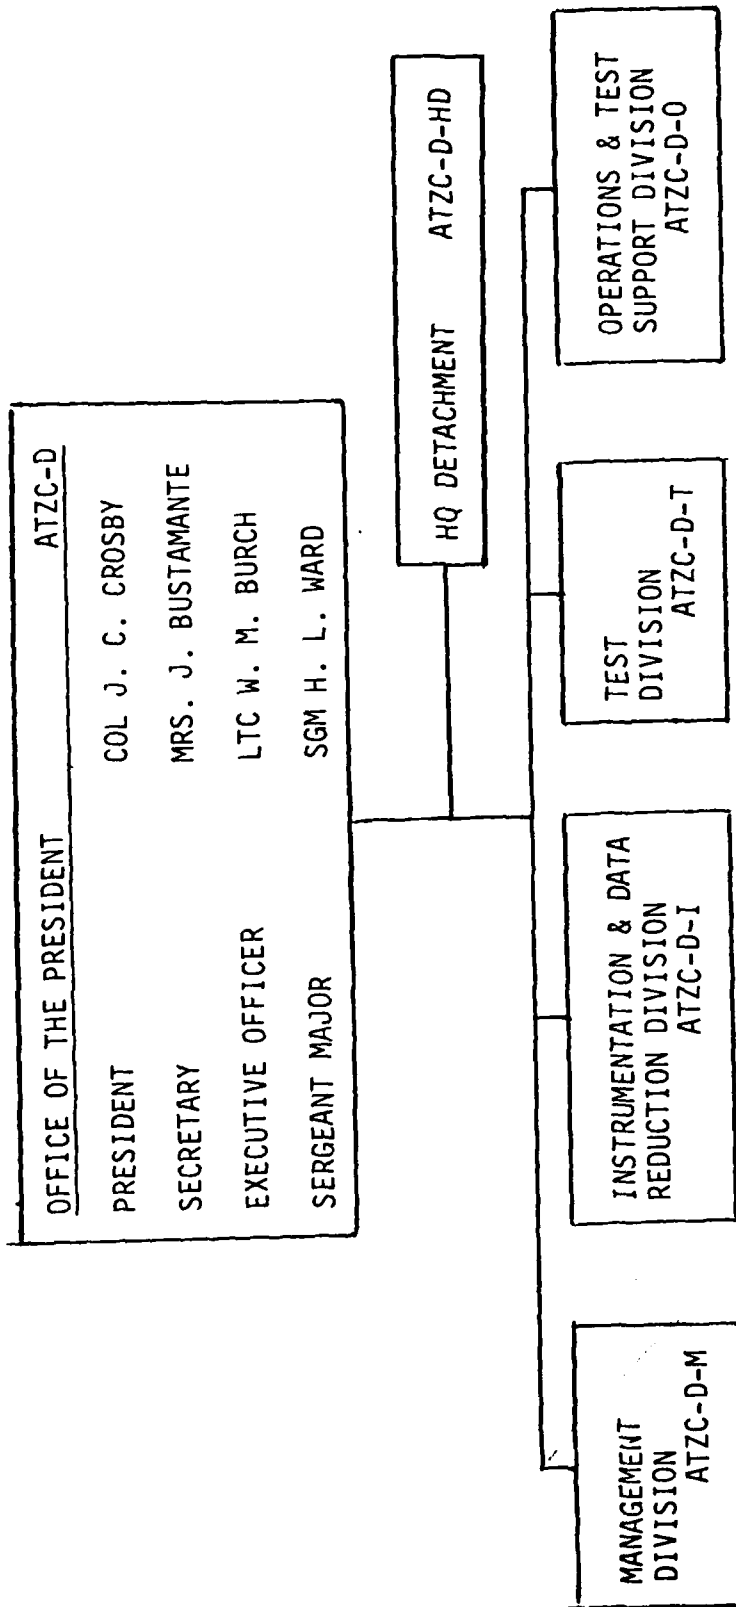 OFFICE OF THE PRESIDENT ATZC-D
PRESIDENT COL J. C. CROSBY
SECRETARY MRS. J. BUSTAMANTE
EXECUTIVE OFFICER LTC W. M. BURCH
SERGEANT MAJOR SGM H. L. WARD
HQ DETACHMENT ATZC-D-HD
MANAGEMENT
DIVISION
ATZC-D-M
INSTRUMENTATION & DATA
REDUCTION DIVISION
ATZC-D-I
TEST
DIVISION
ATZC-D-T
OPERATIONS & TEST
SUPPORT DIVISION
ATZC-D-O